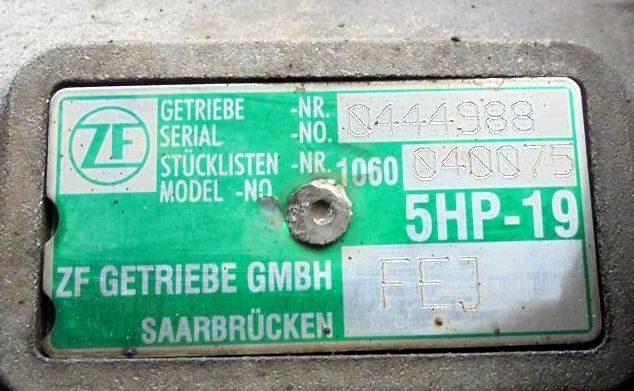 ZF
GETRIEBE -NR. 0444988
SERIAL -NO.
STÜCKLISTEN -NR. 1060 040075
MODEL -NO.
5HP-19
ZF GETRIEBE GMBH FEJ
SAARBRÜCKEN